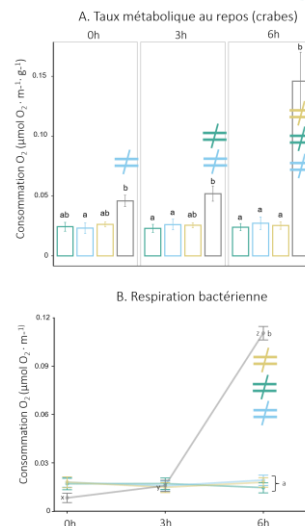 A. Taux métabolique au repos (crabes)
0h 3h 6h
Consommation O₂ (µmol O₂ · m⁻¹· g⁻¹)
0.15
0.10
0.05
0.00
ab a ab b
a a a b
a a a b
B. Respiration bactérienne
Consommation O₂ (µmol O₂ · m⁻¹)
0.12
0.09
0.06
0.03
0.00
x
y
z b
a
0h 3h 6h